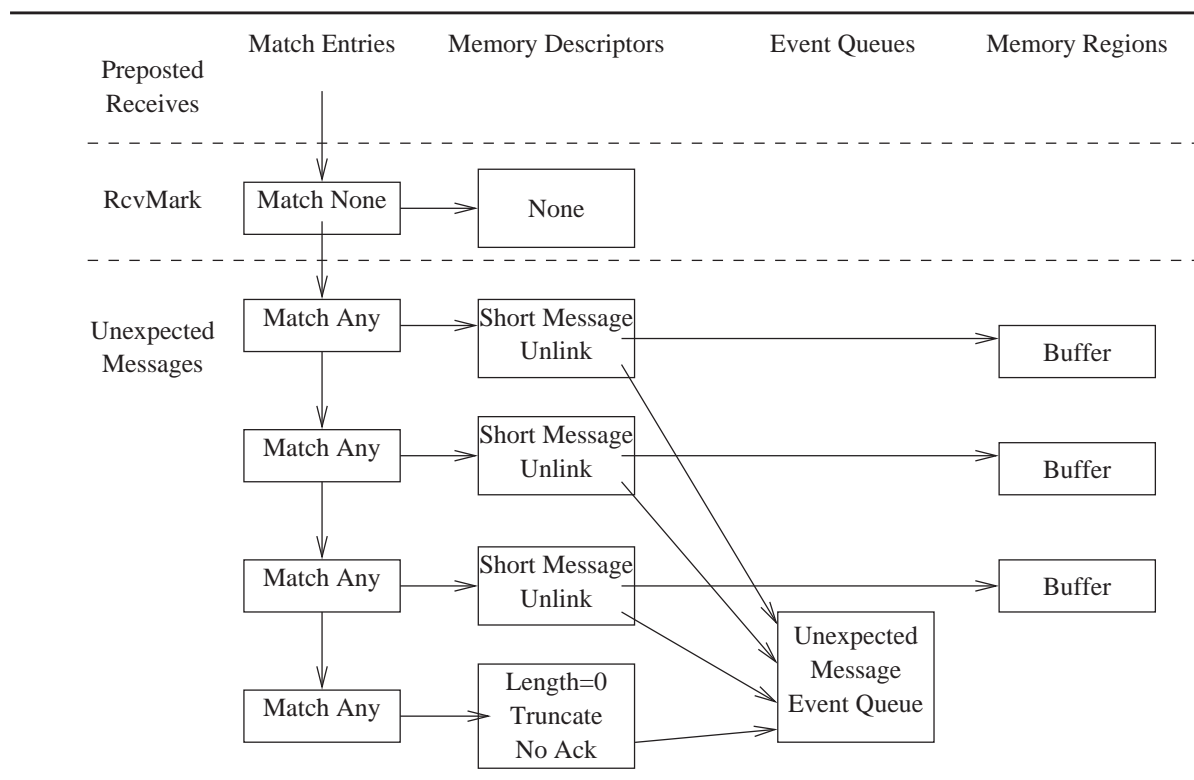 Match Entries
Memory Descriptors
Event Queues
Memory Regions
Preposted
Receives
RcvMark
Match None
None
Unexpected
Messages
Match Any
Short Message
Unlink
Buffer
Match Any
Short Message
Unlink
Buffer
Match Any
Short Message
Unlink
Buffer
Unexpected
Message
Event Queue
Match Any
Length=0
Truncate
No Ack